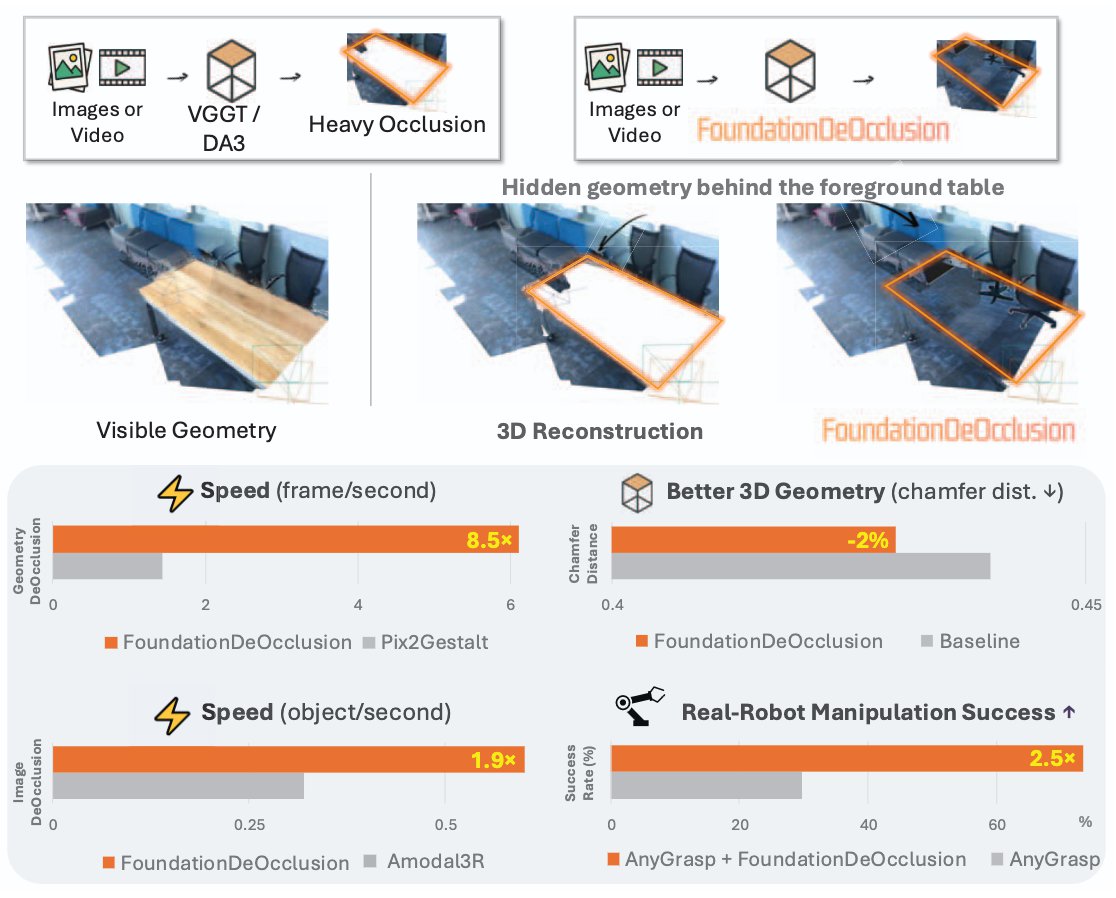 Images or
Video
VGGT /
DA3
Heavy Occlusion
Images or
Video
FoundationDeOcclusion
Hidden geometry behind the foreground table
Visible Geometry
3D Reconstruction
FoundationDeOcclusion
Speed (frame/second)
Geometry
DeOcclusion
8.5×
0 2 4 6
FoundationDeOcclusion Pix2Gestalt
Better 3D Geometry (chamfer dist. ↓)
Chamfer
Distance
-2%
0.4 0.45
FoundationDeOcclusion Baseline
Speed (object/second)
Image
DeOcclusion
1.9×
0 0.25 0.5
FoundationDeOcclusion Amodal3R
Real-Robot Manipulation Success ↑
Success
Rate (%)
2.5×
0 20 40 60 %
AnyGrasp + FoundationDeOcclusion AnyGrasp